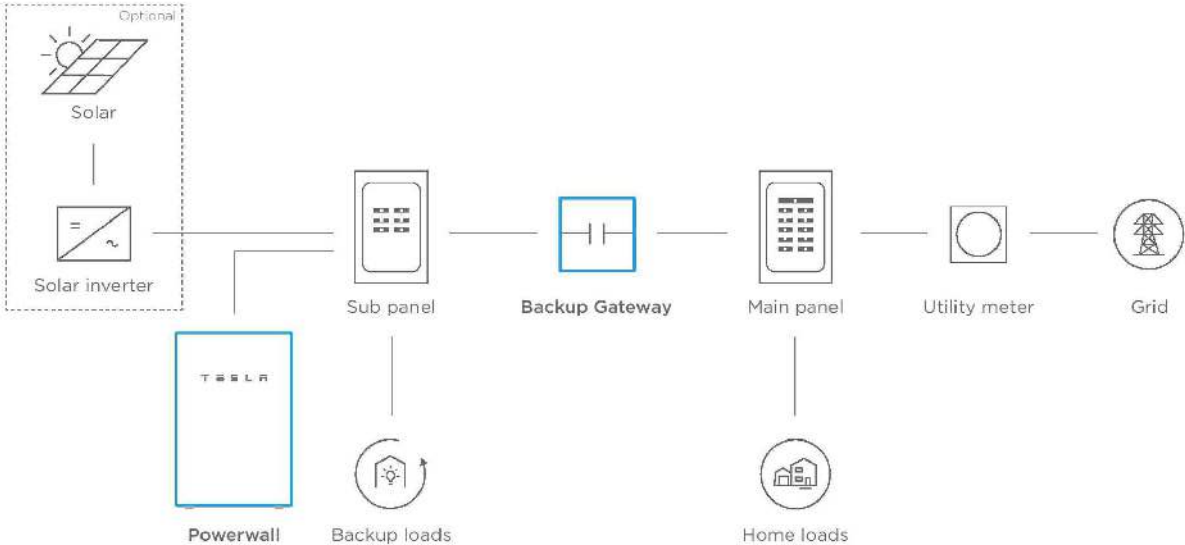 Optional
Solar
Solar inverter
Sub panel
Backup Gateway
Main panel
Utility meter
Grid
TESLA
Powerwall
Backup loads
Home loads